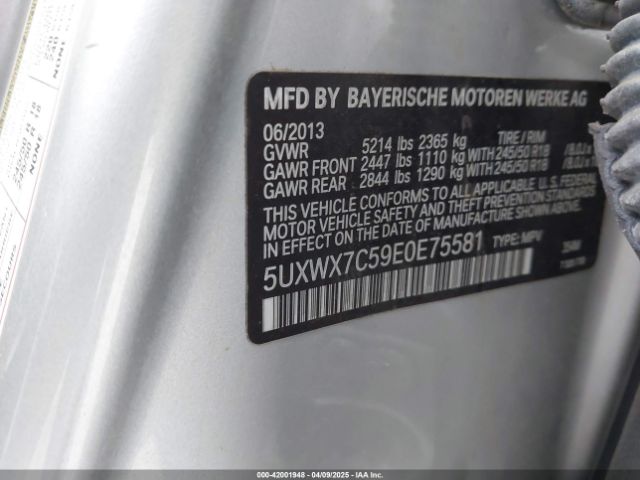 MFD BY BAYERISCHE MOTOREN WERKE AG
06/2013
GVWR 5214 lbs 2365 kg TIRE / RIM
GAWR FRONT 2447 lbs 1110 kg WITH 245/50 R18
GAWR REAR 2844 lbs 1290 kg WITH 245/50 R18
THIS VEHICLE CONFORMS TO ALL APPLICABLE U.S. FEDERAL
MOTOR VEHICLE SAFETY AND THEFT PREVENTION STANDARDS
IN EFFECT ON THE DATE OF MANUFACTURE SHOWN ABOVE.
5UXWX7C59E0E75581 TYPE: MPV
NONE
000-42001948 04/09/2025 IAA Inc. Copart